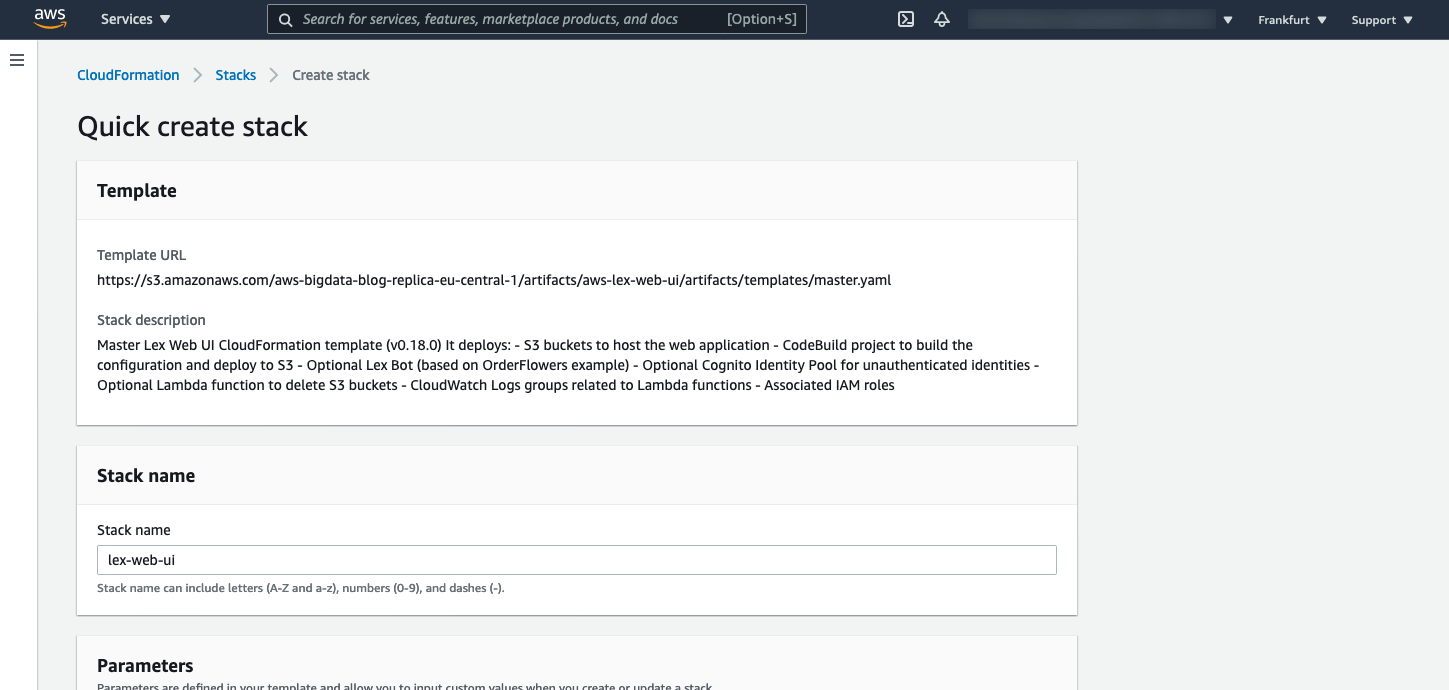 aws
Services
Search for services, features, marketplace products, and docs
[Option+S]
Frankfurt
Support
CloudFormation
Stacks
Create stack
Quick create stack
Template
Template URL
https://s3.amazonaws.com/aws-bigdata-blog-replica-eu-central-1/artifacts/aws-lex-web-ui/artifacts/templates/master.yaml
Stack description
Master Lex Web UI CloudFormation template (v0.18.0) It deploys: - S3 buckets to host the web application - CodeBuild project to build the
configuration and deploy to S3 - Optional Lex Bot (based on OrderFlowers example) - Optional Cognito Identity Pool for unauthenticated identities -
Optional Lambda function to delete S3 buckets - CloudWatch Logs groups related to Lambda functions - Associated IAM roles
Stack name
Stack name
lex-web-ui
Stack name can include letters (A-Z and a-z), numbers (0-9), and dashes (-).
Parameters
Parameters are defined in your template and allow you to input custom values when you create or update a stack.